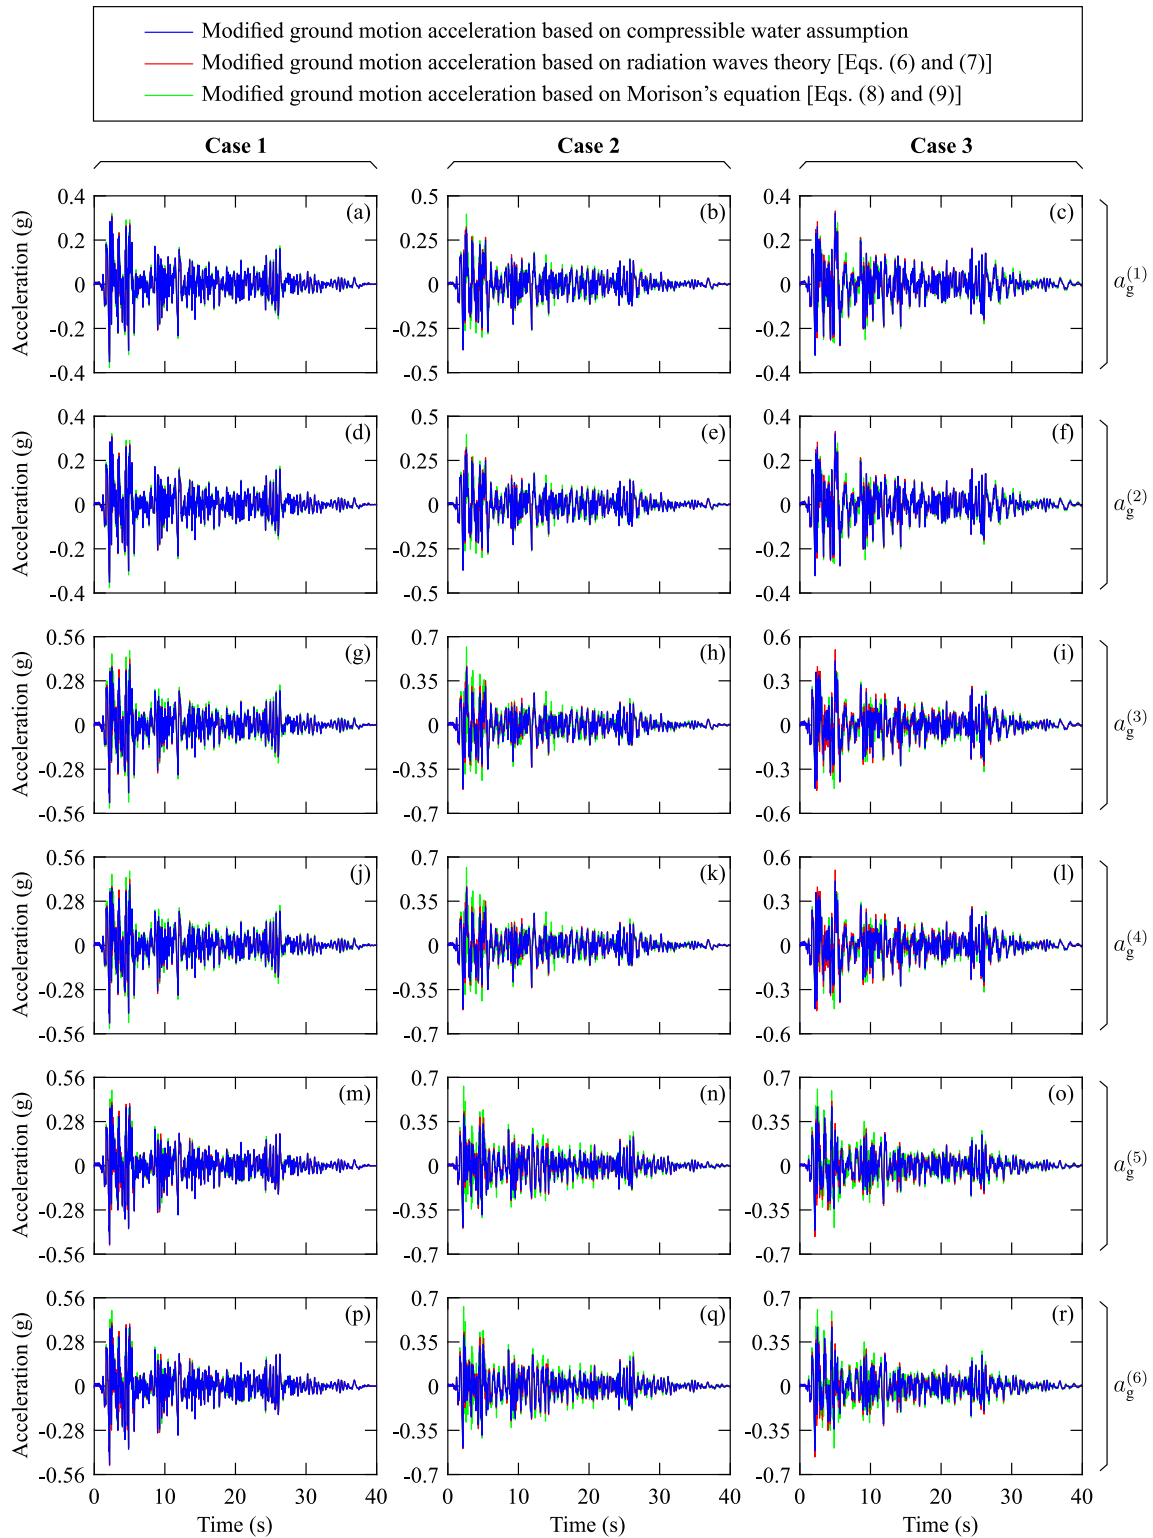 Modified ground motion acceleration based on compressible water assumption
Modified ground motion acceleration based on radiation waves theory [Eqs. (6) and (7)]
Modified ground motion acceleration based on Morison's equation [Eqs. (8) and (9)]
Case 1 Case 2 Case 3
Acceleration (g)
0.4
0.2
0
-0.2
-0.4
(a)
0.5
0.25
0
-0.25
-0.5
(b)
0.4
0.2
0
-0.2
-0.4
(c)
a_g^(1)
Acceleration (g)
0.4
0.2
0
-0.2
-0.4
(d)
0.5
0.25
0
-0.25
-0.5
(e)
0.4
0.2
0
-0.2
-0.4
(f)
a_g^(2)
Acceleration (g)
0.56
0.28
0
-0.28
-0.56
(g)
0.7
0.35
0
-0.35
-0.7
(h)
0.6
0.3
0
-0.3
-0.6
(i)
a_g^(3)
Acceleration (g)
0.56
0.28
0
-0.28
-0.56
(j)
0.7
0.35
0
-0.35
-0.7
(k)
0.6
0.3
0
-0.3
-0.6
(l)
a_g^(4)
Acceleration (g)
0.56
0.28
0
-0.28
-0.56
(m)
0.7
0.35
0
-0.35
-0.7
(n)
0.7
0.35
0
-0.35
-0.7
(o)
a_g^(5)
Acceleration (g)
0.56
0.28
0
-0.28
-0.56
(p)
0.7
0.35
0
-0.35
-0.7
(q)
0.7
0.35
0
-0.35
-0.7
(r)
a_g^(6)
0 10 20 30 40
0 10 20 30 40
0 10 20 30 40
Time (s) Time (s) Time (s)